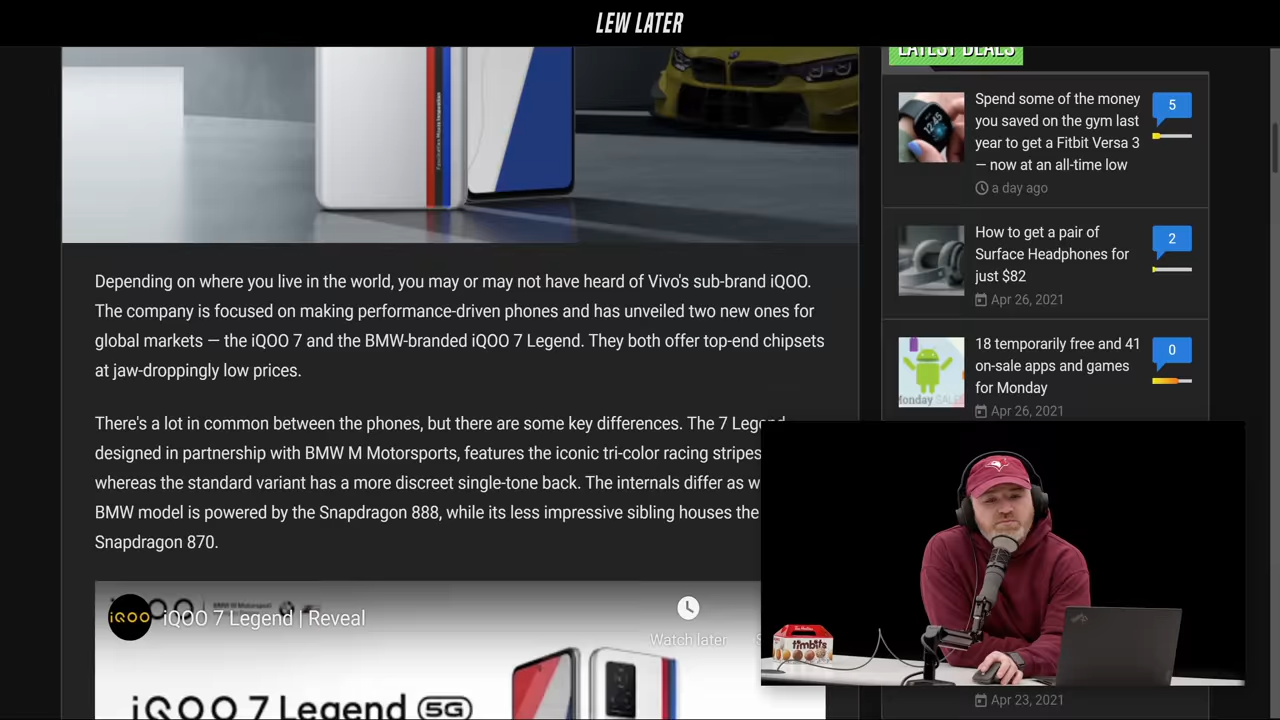 LEW LATER
LATEST DEALS
Spend some of the money
you saved on the gym last
year to get a Fitbit Versa 3
— now at an all-time low
a day ago
5
12:45
How to get a pair of
Surface Headphones for
just $82
Apr 26, 2021
2
18 temporarily free and 41
on-sale apps and games
for Monday
Apr 26, 2021
0
Monday SALE
Depending on where you live in the world, you may or may not have heard of Vivo's sub-brand iQOO.
The company is focused on making performance-driven phones and has unveiled two new ones for
global markets — the iQOO 7 and the BMW-branded iQOO 7 Legend. They both offer top-end chipsets
at jaw-droppingly low prices.
There's a lot in common between the phones, but there are some key differences. The 7 Legend,
designed in partnership with BMW M Motorsports, features the iconic tri-color racing stripes
whereas the standard variant has a more discreet single-tone back. The internals differ as w
BMW model is powered by the Snapdragon 888, while its less impressive sibling houses the
Snapdragon 870.
iQOO
iQOO 7 Legend | Reveal
Watch later
iQOO 7 Legend 5G
timbits
Apr 23, 2021